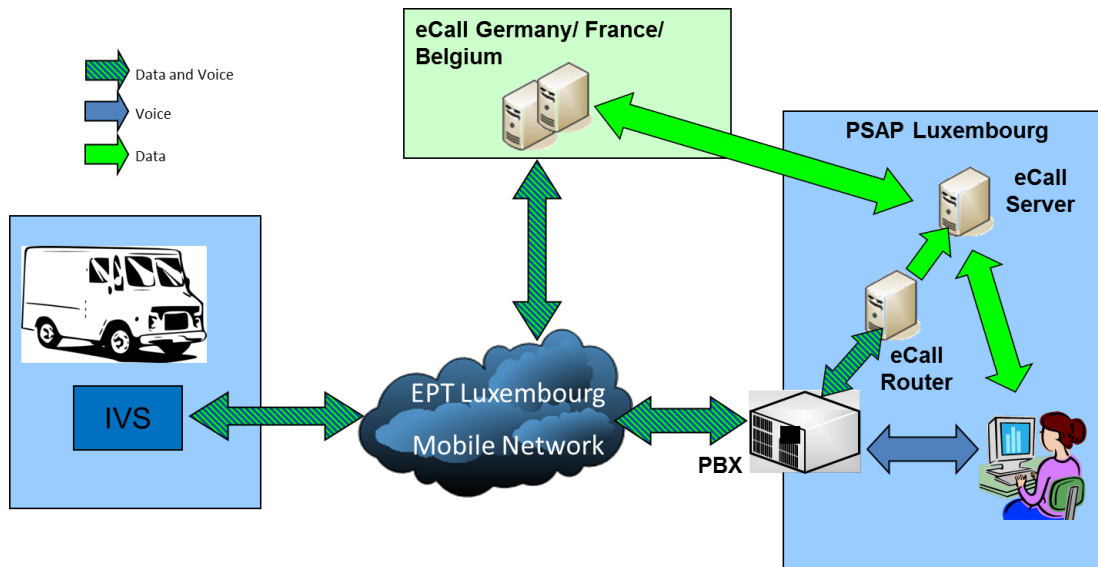 eCall Germany/ France/
Belgium
Data and Voice
Voice
Data
PSAP Luxembourg
eCall
Server
eCall
Router
IVS
EPT Luxembourg
Mobile Network
PBX